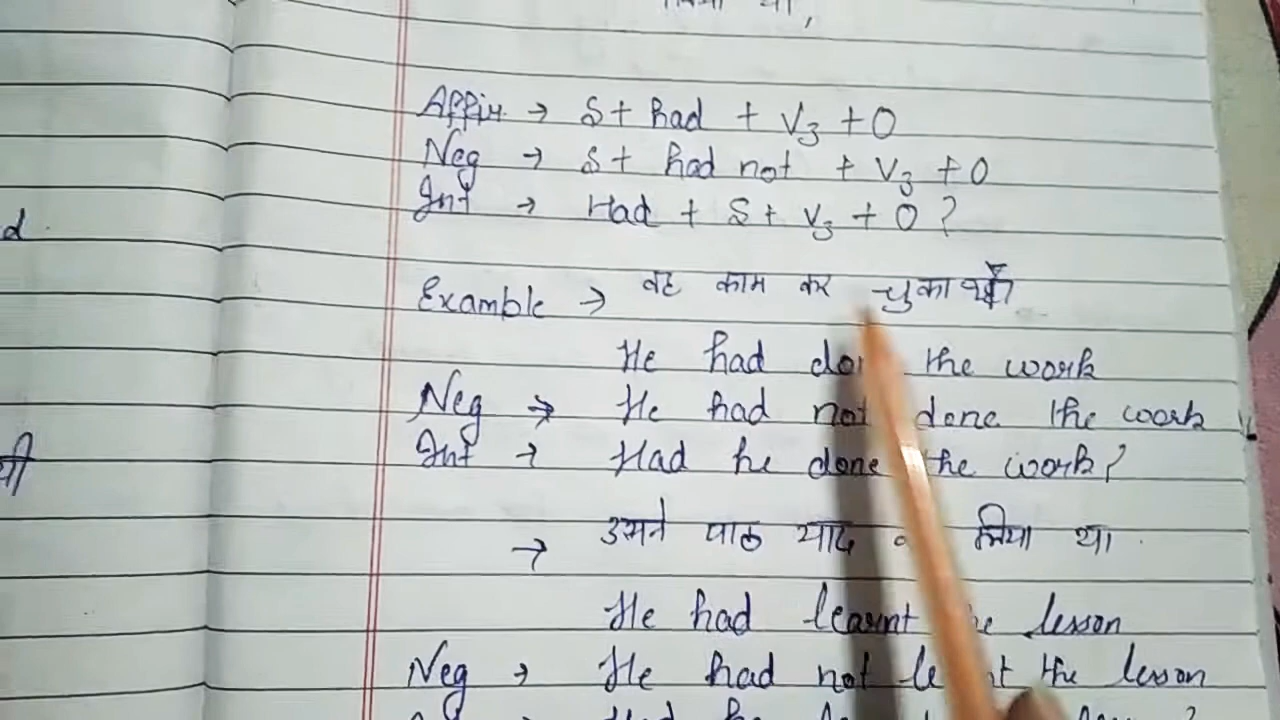 था,
Affir → S + had + V3 + O
Neg → S + had not + V3 + O
Int → Had + S + V3 + O ?
d
Examble → वह काम कर चुका था
He had the work
Neg → He had not done the work
Int → Had he done the work?
थी
→ उसने पाठ याद लिया था
He had learnt lesson
Neg → He had not the lesson